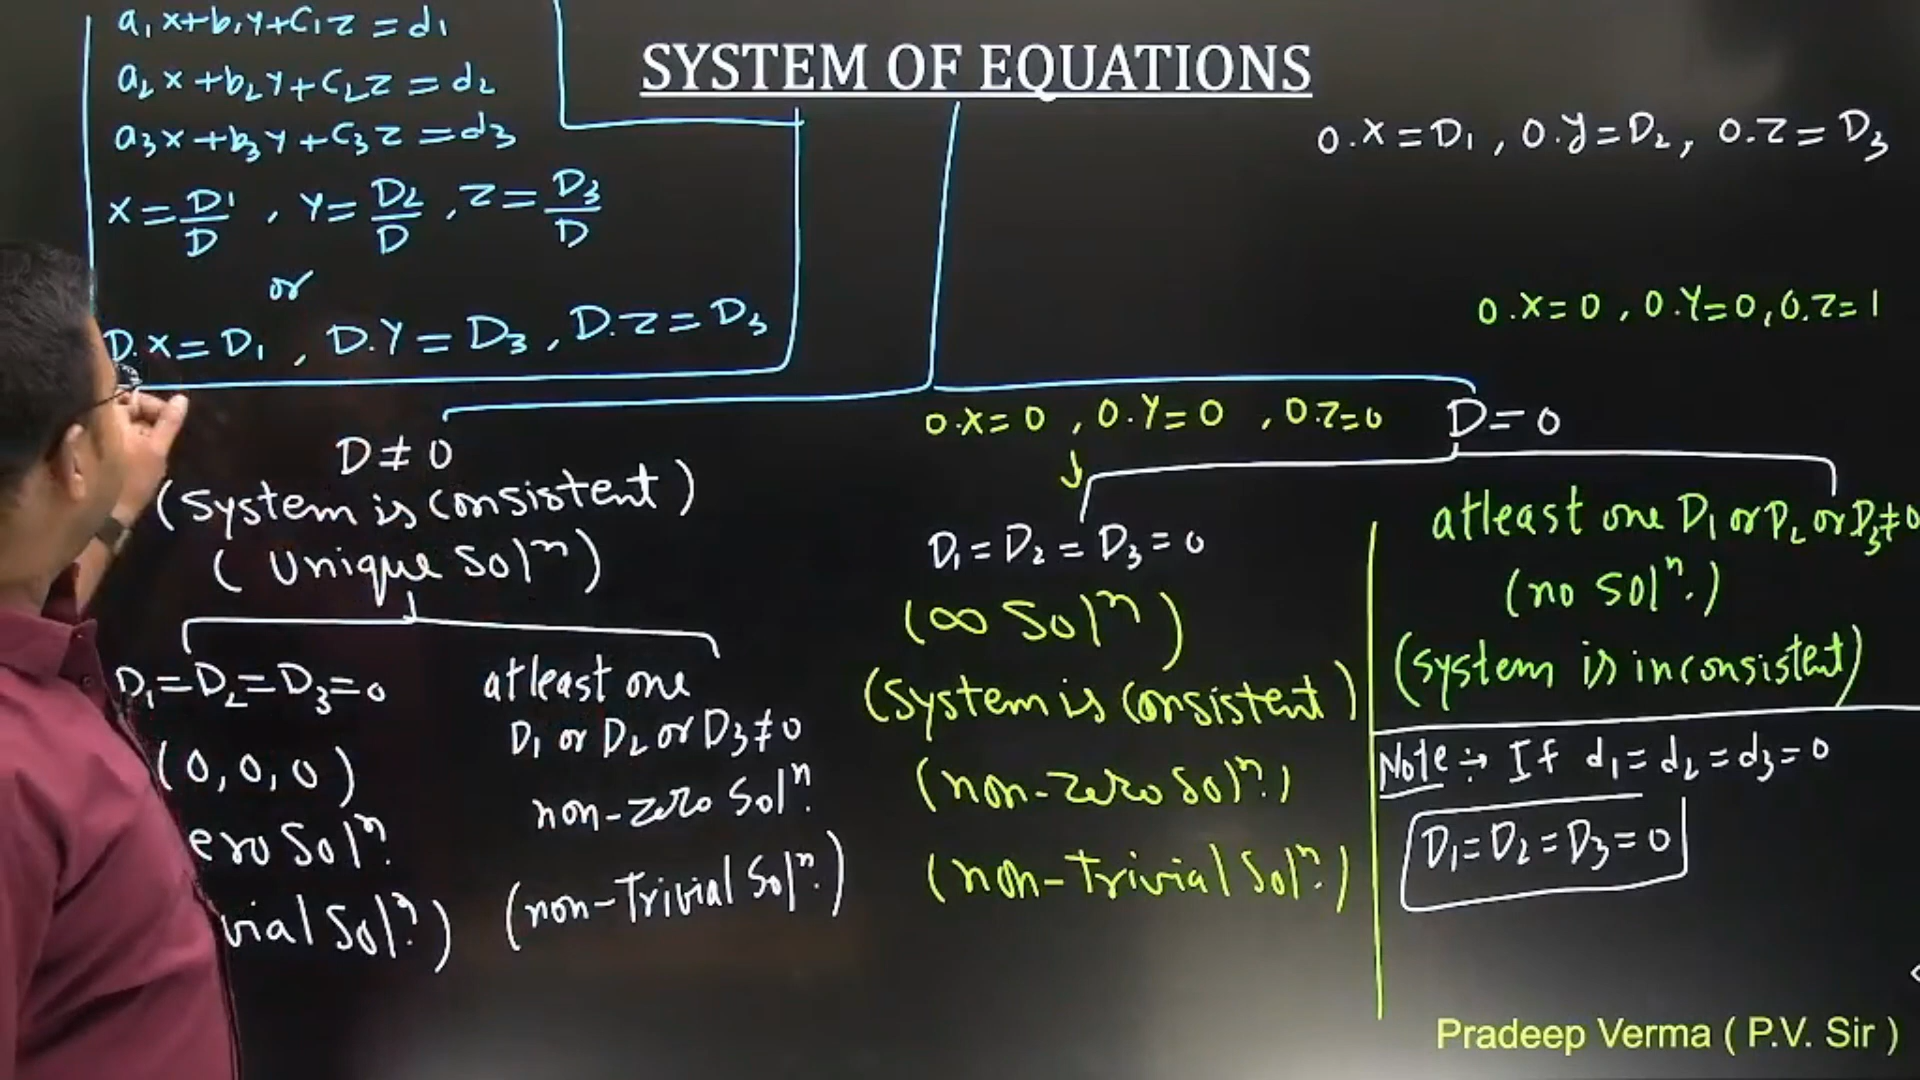 SYSTEM OF EQUATIONS
a₁x+b₁y+c₁z=d₁
a₂x+b₂y+c₂z=d₂
a₃x+b₃y+c₃z=d₃
x=D₁/D , y=D₂/D , z=D₃/D
or
D.x=D₁ , D.y=D₃ , D.z=D₃
0.x=D₁ , 0.y=D₂, 0.z=D₃
0.x=0 , 0.y=0, 0.z=1
D≠0
(System is consistent)
(Unique Solⁿ)
D₁=D₂=D₃=0
(0,0,0)
ero Solⁿ.
vial Solⁿ.)
atleast one
D₁ or D₂ or D₃≠0
non-zero Solⁿ.
(non-Trivial Solⁿ.)
0.x=0 , 0.y=0 , 0.z=0
D=0
D₁=D₂=D₃=0
(∞ Solⁿ)
(System is consistent)
(non-zero Solⁿ.)
(non-Trivial Solⁿ.)
atleast one D₁ or D₂ or D₃≠0
(no Solⁿ.)
(system is inconsistent)
Note :→ If d₁=d₂=d₃=0
D₁=D₂=D₃=0
Pradeep Verma ( P.V. Sir )